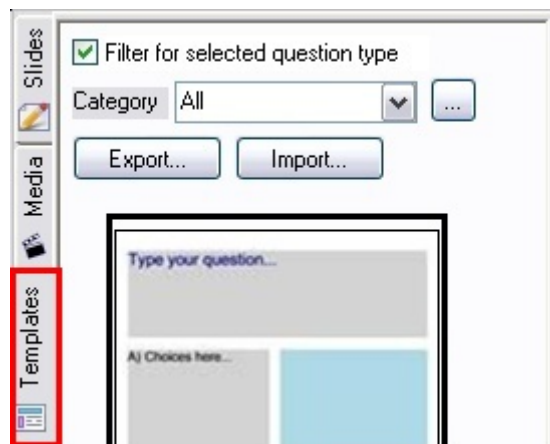 Slides
Media
Templates
Filter for selected question type
Category All ...
Export... Import...
Type your question...
A) Choices here...